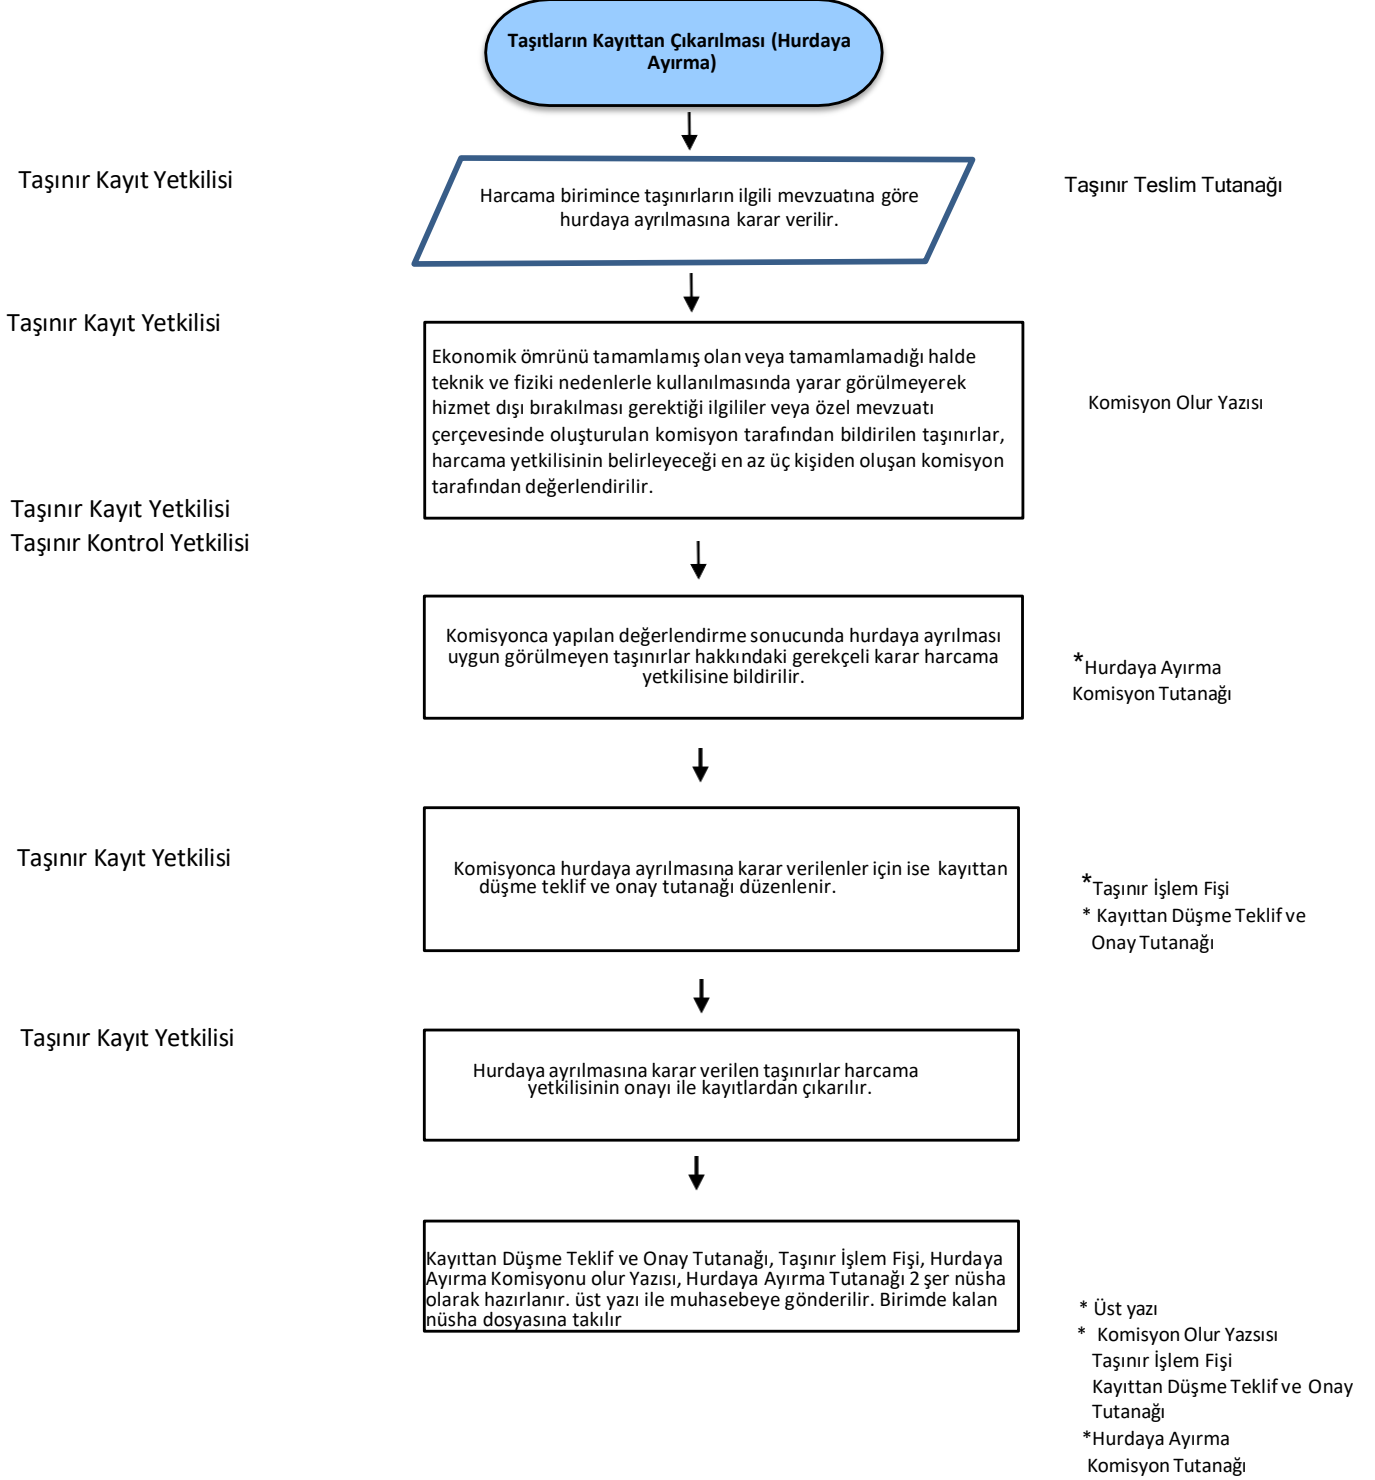 Taşıtların Kayıttan Çıkarılması (Hurdaya
Ayırma)
Taşınır Kayıt Yetkilisi
Harcama birimince taşınırların ilgili mevzuatına göre
hurdaya ayrılmasına karar verilir.
Taşınır Teslim Tutanağı
Taşınır Kayıt Yetkilisi
Ekonomik ömrünü tamamlamış olan veya tamamlamadığı halde
teknik ve fiziki nedenlerle kullanılmasında yarar görülmeyerek
hizmet dışı bırakılması gerektiği ilgililer veya özel mevzuatı
çerçevesinde oluşturulan komisyon tarafından bildirilen taşınırlar,
harcama yetkilisinin belirleyeceği en az üç kişiden oluşan komisyon
tarafından değerlendirilir.
Komisyon Olur Yazısı
Taşınır Kayıt Yetkilisi
Taşınır Kontrol Yetkilisi
Komisyonca yapılan değerlendirme sonucunda hurdaya ayrılması
uygun görülmeyen taşınırlar hakkındaki gerekçeli karar harcama
yetkilisine bildirilir.
*Hurdaya Ayırma
Komisyon Tutanağı
Taşınır Kayıt Yetkilisi
Komisyonca hurdaya ayrılmasına karar verilenler için ise kayıttan
düşme teklif ve onay tutanağı düzenlenir.
*Taşınır İşlem Fişi
* Kayıttan Düşme Teklif ve
Onay Tutanağı
Taşınır Kayıt Yetkilisi
Hurdaya ayrılmasına karar verilen taşınırlar harcama
yetkilisinin onayı ile kayıtlardan çıkarılır.
Kayıttan Düşme Teklif ve Onay Tutanağı, Taşınır İşlem Fişi, Hurdaya
Ayırma Komisyonu olur Yazısı, Hurdaya Ayırma Tutanağı 2 şer nüsha
olarak hazırlanır. üst yazı ile muhasebeye gönderilir. Birimde kalan
nüsha dosyasına takılır
* Üst yazı
* Komisyon Olur Yazsısı
Taşınır İşlem Fişi
Kayıttan Düşme Teklif ve Onay
Tutanağı
*Hurdaya Ayırma
Komisyon Tutanağı